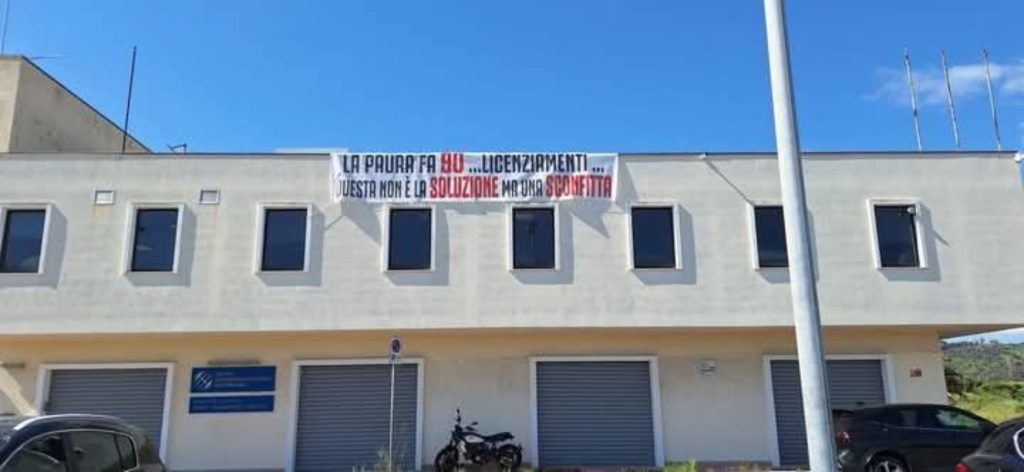 LA PAURA FA 90 ...LICENZIAMENTI ...
QUESTA NON È LA SOLUZIONE MA UNA SCONFITTA